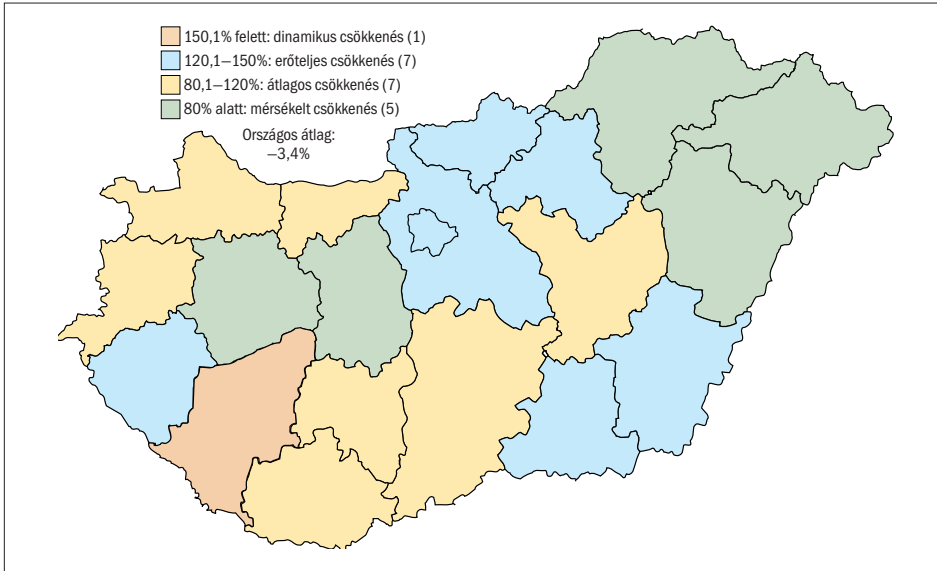 150,1% felett: dinamikus csökkenés (1)
120,1—150%: erőteljes csökkenés (7)
80,1—120%: átlagos csökkenés (7)
80% alatt: mérsékelt csökkenés (5)
Országos átlag:
—3,4%